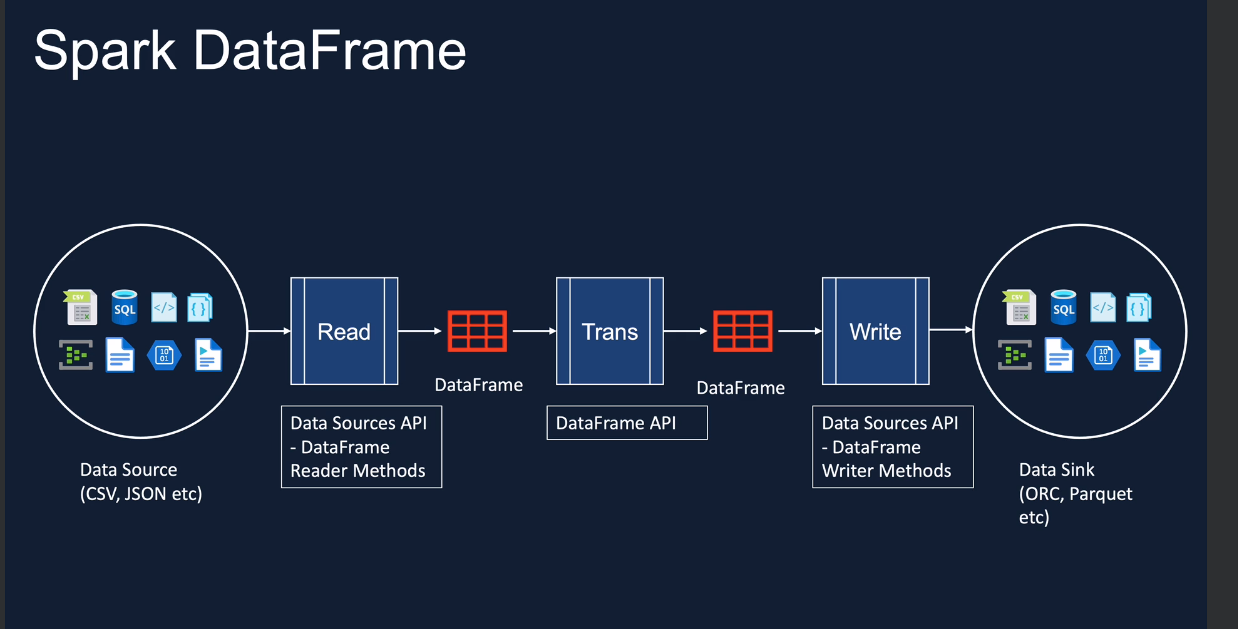 Spark DataFrame
CSV
SQL
</>
{ }
10
01
Read
DataFrame
Trans
DataFrame
Write
CSV
SQL
</>
{ }
10
01
Data Sources API
- DataFrame
Reader Methods
DataFrame API
Data Sources API
- DataFrame
Writer Methods
Data Source
(CSV, JSON etc)
Data Sink
(ORC, Parquet
etc)